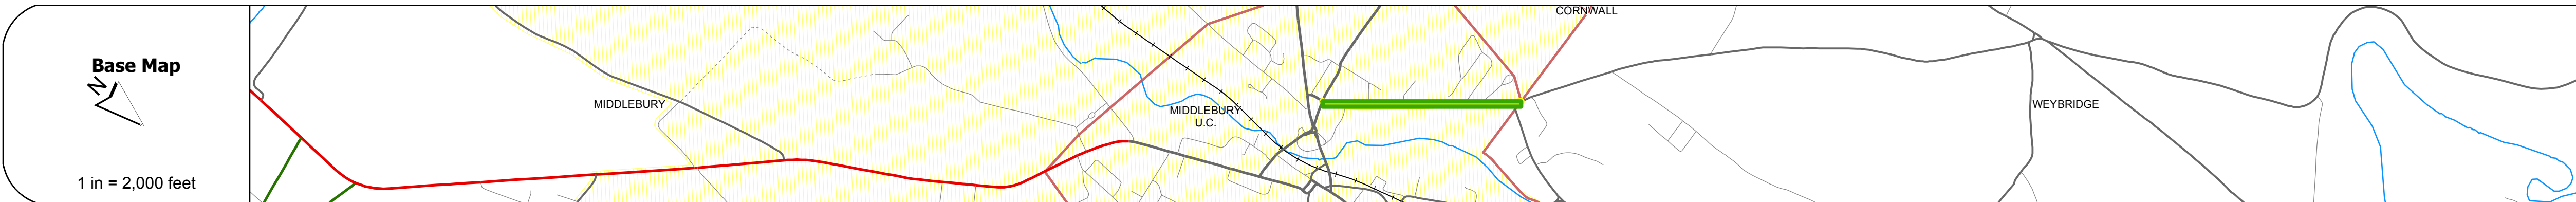 Base Map
N
1 in = 2,000 feet
MIDDLEBURY
MIDDLEBURY
U.C.
CORNWALL
WEYBRIDGE